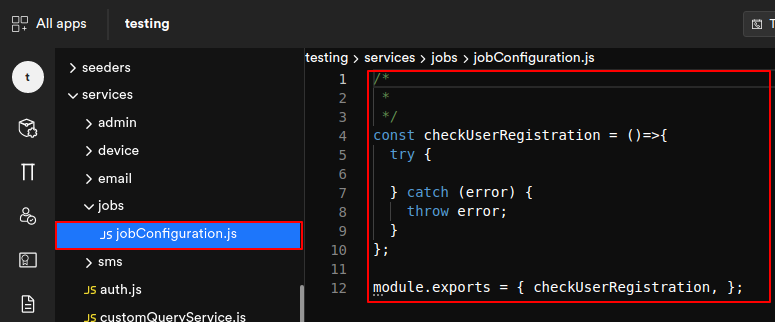 All apps
testing
T
t
seeders
services
admin
device
email
jobs
JS jobConfiguration.js
sms
JS auth.js
JS customQueryService.js
testing > services > jobs > jobConfiguration.js
1 /*
2 *
3 */
4 const checkUserRegistration = ()=>{
5 try {
6
7 } catch (error) {
8 throw error;
9 }
10 };
11
12 module.exports = { checkUserRegistration, };